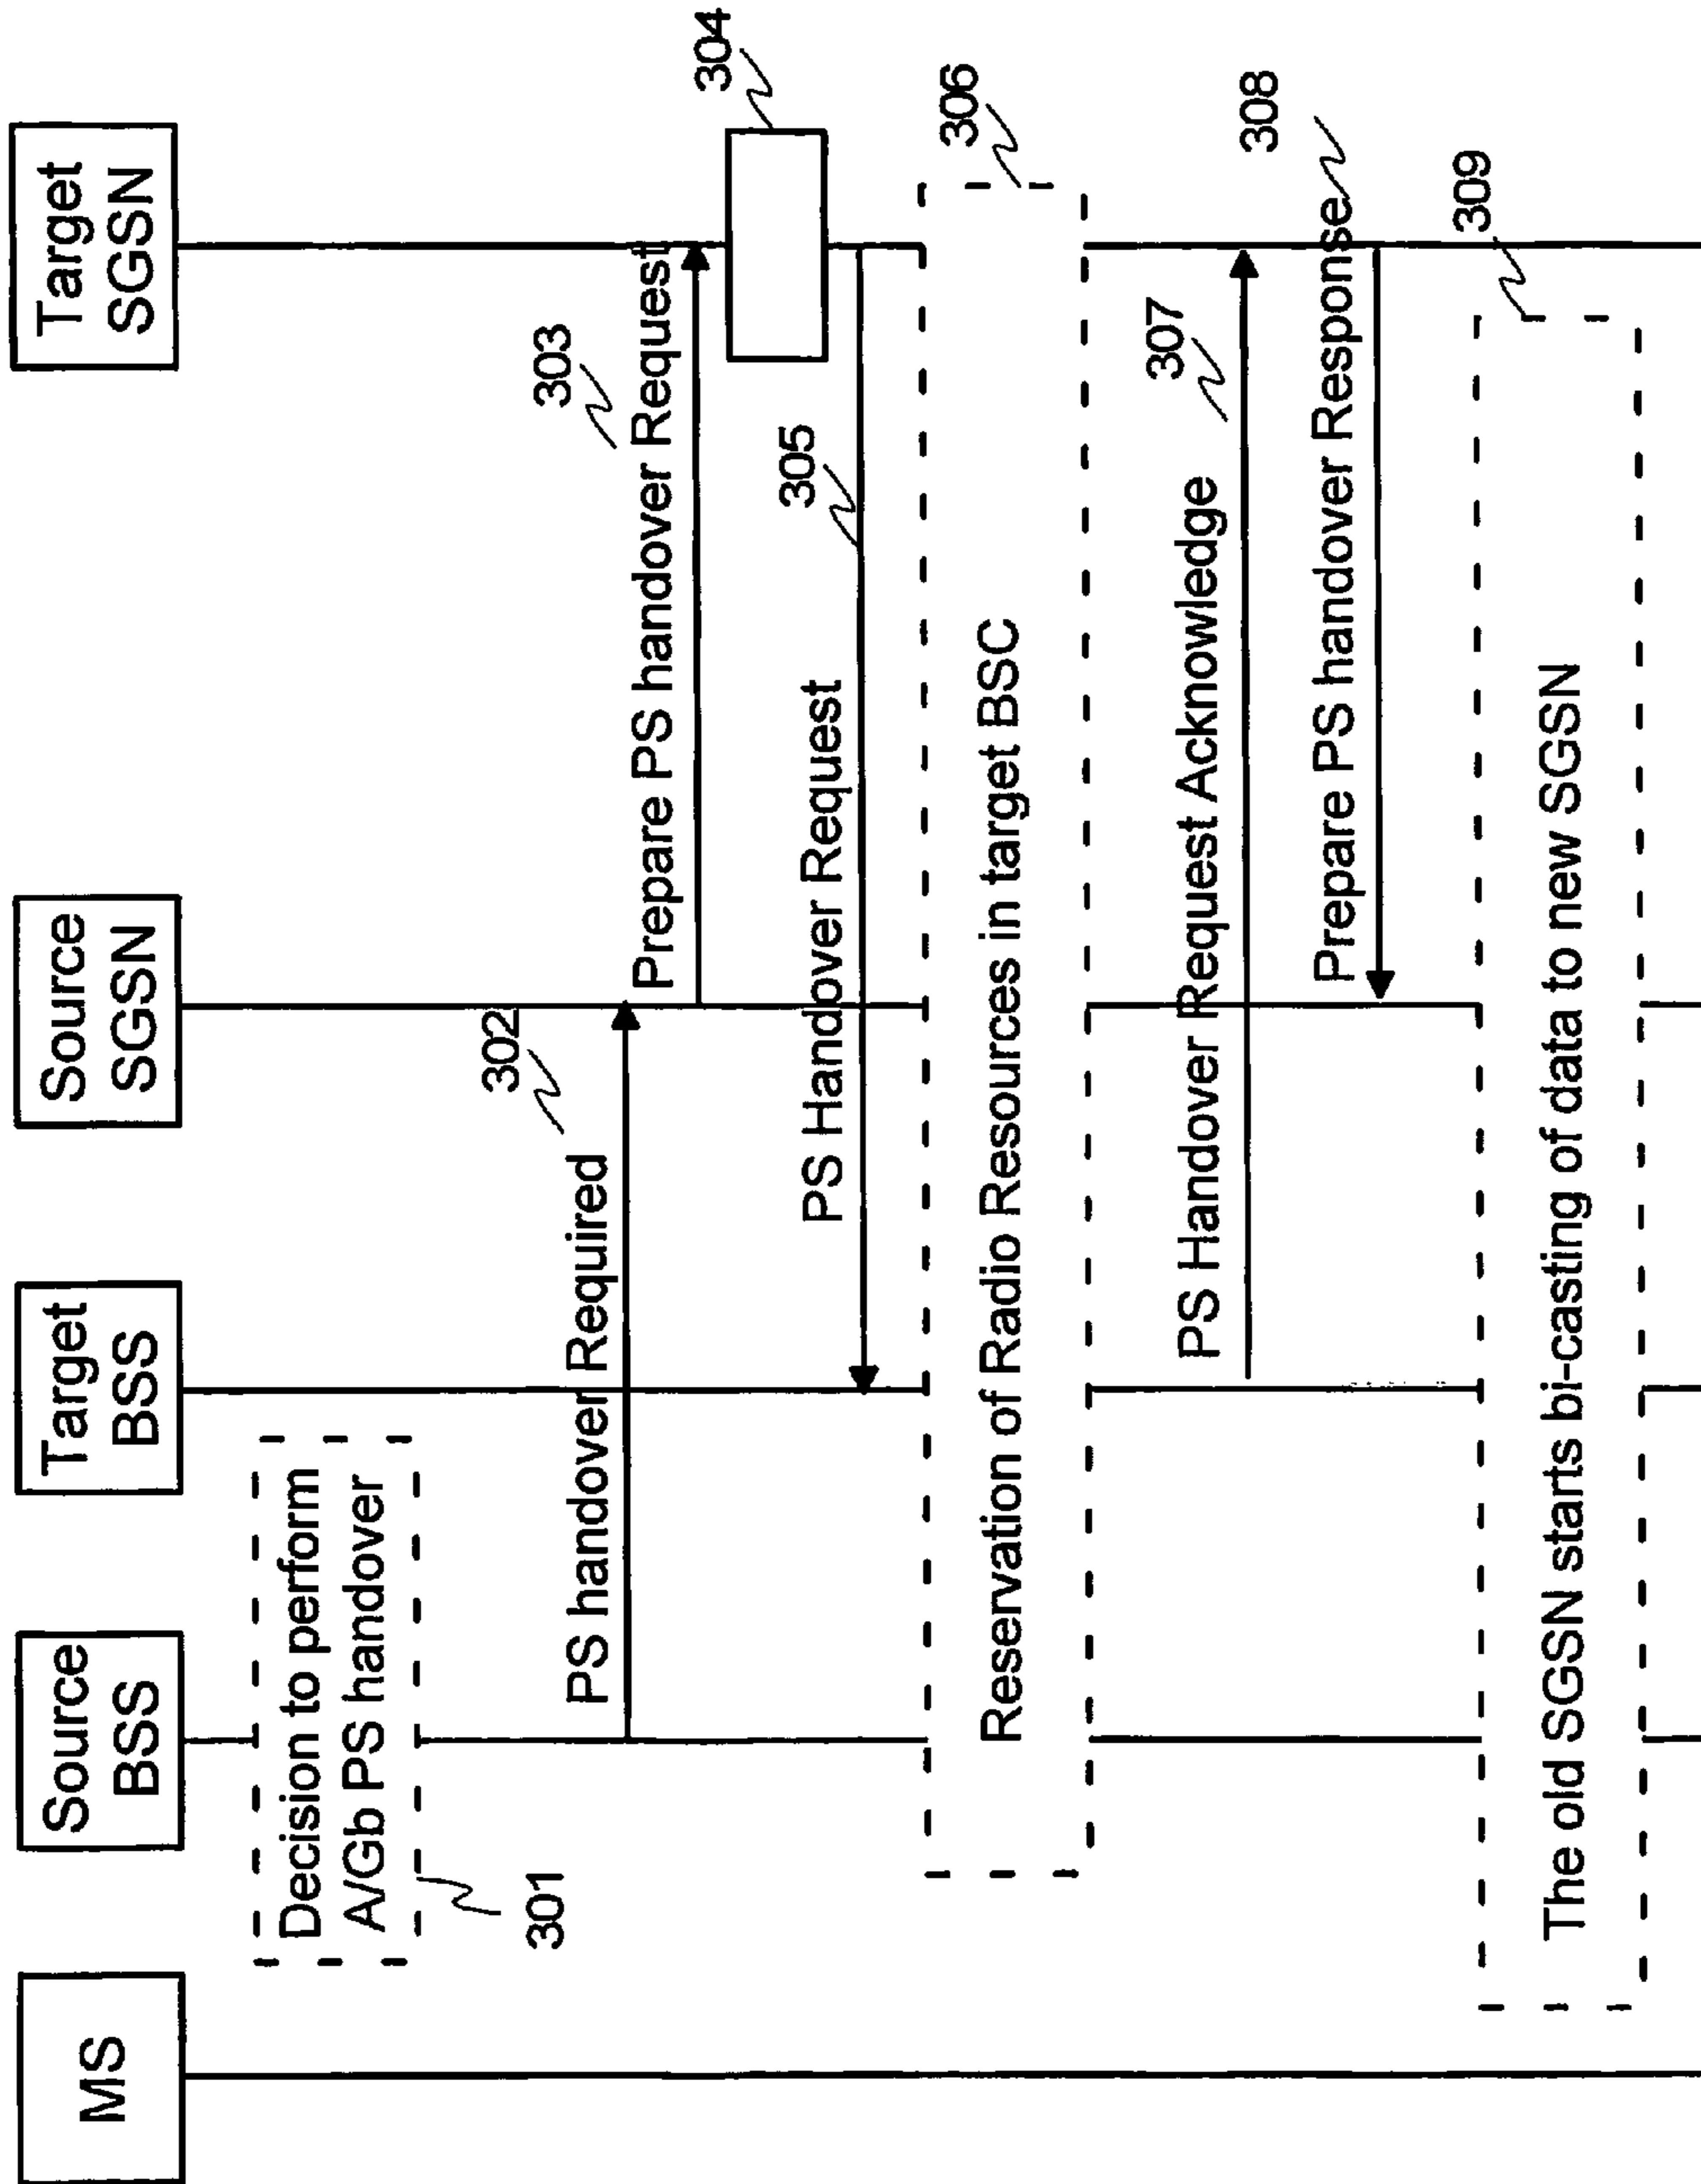 MS
Source
BSS
Target
BSS
Source
SGSN
Target
SGSN
Decision to perform
A/Gb PS handover
301
PS handover Required
302
Prepare PS handover Request
303
304
PS Handover Request
305
Reservation of Radio Resources in target BSC
306
PS Handover Request Acknowledge
307
Prepare PS handover Response
308
The old SGSN starts bi-casting of data to new SGSN
309